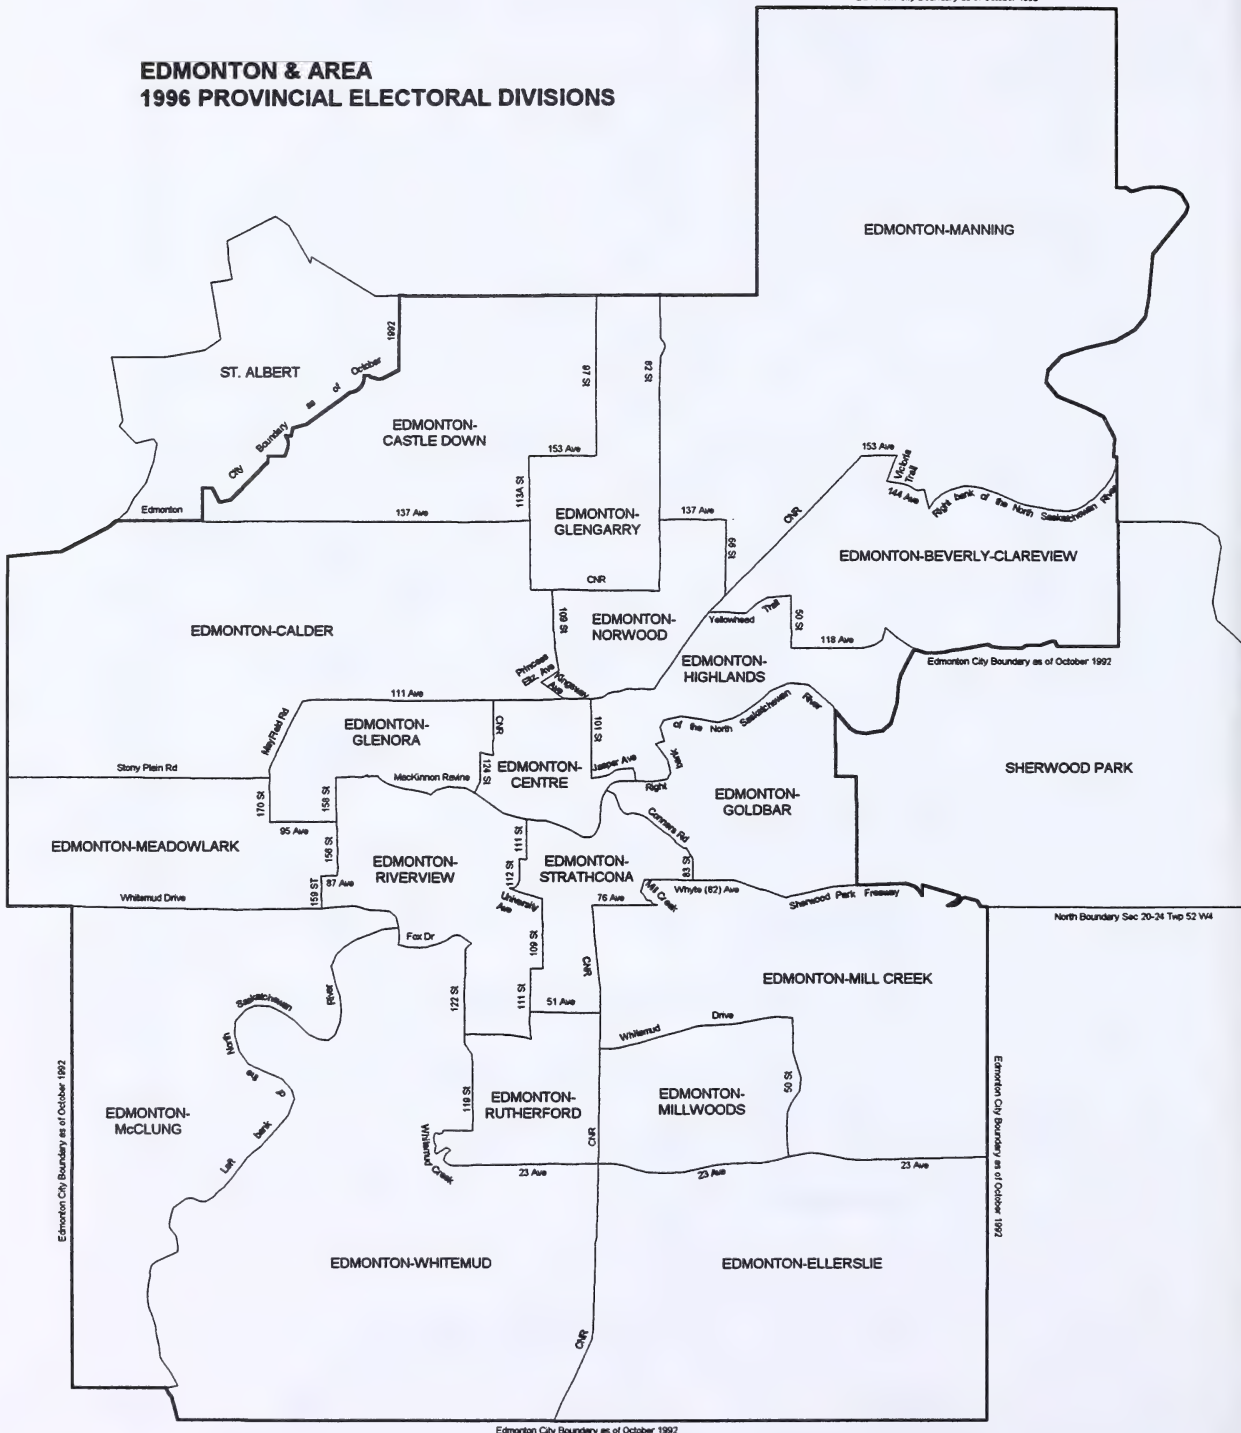 EDMONTON & AREA
1996 PROVINCIAL ELECTORAL DIVISIONS
EDMONTON-MANNING
ST. ALBERT
City Boundary as of October 1992
97 St
82 St
EDMONTON-
CASTLE DOWN
153 Ave
153 Ave
Victoria
Trail
144 Ave
Right bank of the North Saskatchewan River
113A St
Edmonton
137 Ave
EDMONTON-
GLENGARRY
137 Ave
66 St
CNR
EDMONTON-BEVERLY-CLAREVIEW
CNR
109 St
EDMONTON-
NORWOOD
Yellowhead Trail
50 St
118 Ave
EDMONTON-CALDER
Princess
Eliz. Ave
Kingsway
Ave
EDMONTON-
HIGHLANDS
Edmonton City Boundary as of October 1992
111 Ave
Mayfield Rd
EDMONTON-
GLENORA
CNR
101 St
Right bank of the North Saskatchewan River
Stony Plain Rd
MacKinnon Ravine
124 St
EDMONTON-
CENTRE
Jasper Ave
SHERWOOD PARK
170 St
158 St
EDMONTON-
GOLDBAR
95 Ave
Connors Rd
EDMONTON-MEADOWLARK
156 St
EDMONTON-
RIVERVIEW
111 St
112 St
EDMONTON-
STRATHCONA
83 St
87 Ave
159 ST
Whitemud Drive
University
Ave
76 Ave
Mill Creek
Whyte (82) Ave
Sherwood Park Freeway
North Boundary Sec 20-24 Twp 52 W4
Fox Dr
109 St
CNR
EDMONTON-MILL CREEK
122 St
111 St
51 Ave
Whitemud Drive
Left bank of the North Saskatchewan River
Edmonton City Boundary as of October 1992
EDMONTON-
McCLUNG
119 St
EDMONTON-
RUTHERFORD
EDMONTON-
MILLWOODS
50 St
Edmonton City Boundary as of October 1992
CNR
Whitemud Creek
23 Ave
23 Ave
23 Ave
EDMONTON-WHITEMUD
EDMONTON-ELLERSLIE
CNR
Edmonton City Boundary as of October 1992